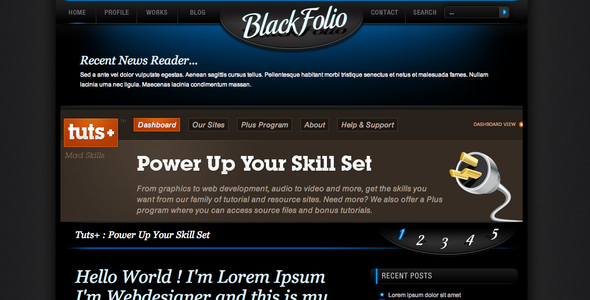 HOME PROFILE WORKS BLOG BlackFolio CONTACT SEARCH ...
Recent News Reader...
Sed a ante vel dolor vulputate egestas. Aenean sagittis cursus tellus. Pellentesque habitant morbi tristique senectus et netus et malesuada fames. Nullam
lacinia urna nec ligula. Maecenas lacinia condimentum massan.
tuts+ Dashboard Our Sites Plus Program About Help & Support DASHBOARD VIEW
Mad Skills
Power Up Your Skill Set
From graphics to web development, audio to video and more, get the skills you
want from our family of tutorial and resource sites. Need more? We also offer a Plus
program where you can access source files and bonus tutorials.
Tuts+ : Power Up Your Skill Set 1 2 3 4 5
Hello World ! I'm Lorem Ipsum
I'm Webdesigner and this is my
RECENT POSTS
Lorem ipsum dolor sit amet